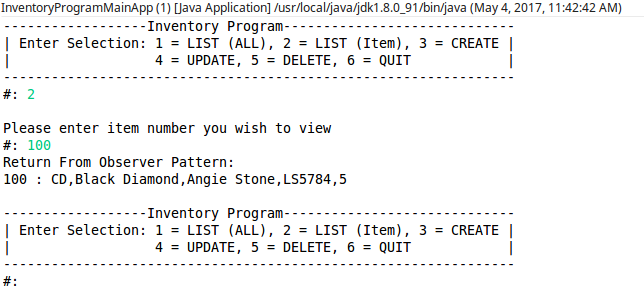 InventoryProgramMainApp (1) [Java Application] /usr/local/java/jdk1.8.0_91/bin/java (May 4, 2017, 11:42:42 AM)
------------------Inventory Program-----------------------------
| Enter Selection: 1 = LIST (ALL), 2 = LIST (Item), 3 = CREATE |
|                  4 = UPDATE, 5 = DELETE, 6 = QUIT            |
----------------------------------------------------------------
#: 2

Please enter item number you wish to view
#: 100
Return From Observer Pattern:
100 : CD,Black Diamond,Angie Stone,LS5784,5

------------------Inventory Program-----------------------------
| Enter Selection: 1 = LIST (ALL), 2 = LIST (Item), 3 = CREATE |
|                  4 = UPDATE, 5 = DELETE, 6 = QUIT            |
----------------------------------------------------------------
#: